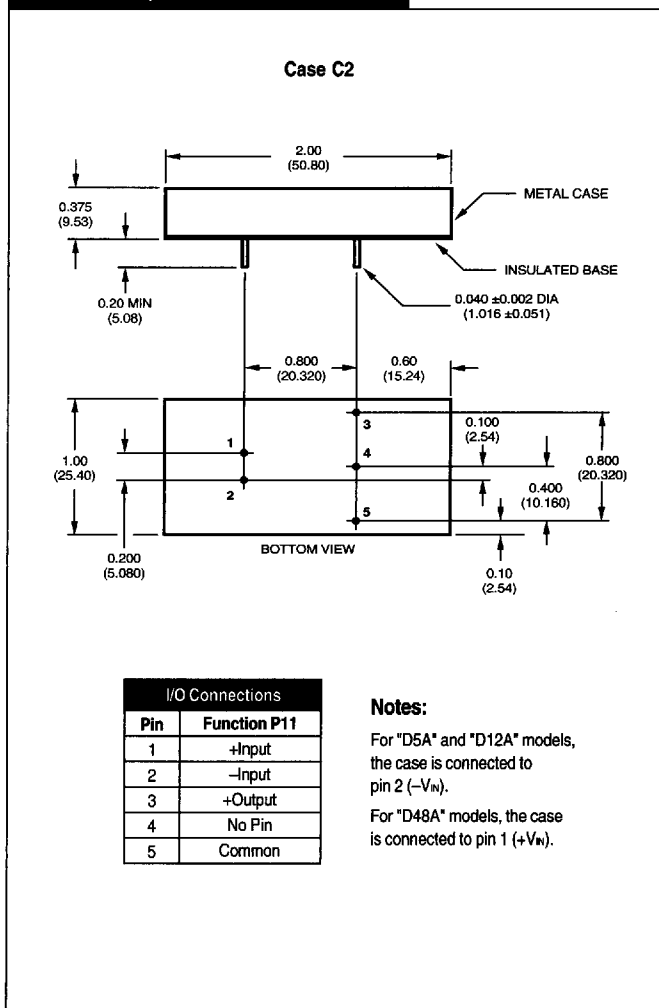 Case C2
2.00
(50.80)
0.375
(9.53)
METAL CASE
INSULATED BASE
0.20 MIN
(5.08)
0.040 ±0.002 DIA
(1.016 ±0.051)
0.800
(20.320)
0.60
(15.24)
1.00
(25.40)
1
2
3
4
5
0.100
(2.54)
0.400
(10.160)
0.800
(20.320)
BOTTOM VIEW
0.200
(5.080)
0.10
(2.54)
I/O Connections
Pin Function P11
1 +Input
2 –Input
3 +Output
4 No Pin
5 Common
Notes:
For "D5A" and "D12A" models,
the case is connected to
pin 2 (–VIN).
For "D48A" models, the case
is connected to pin 1 (+VIN).